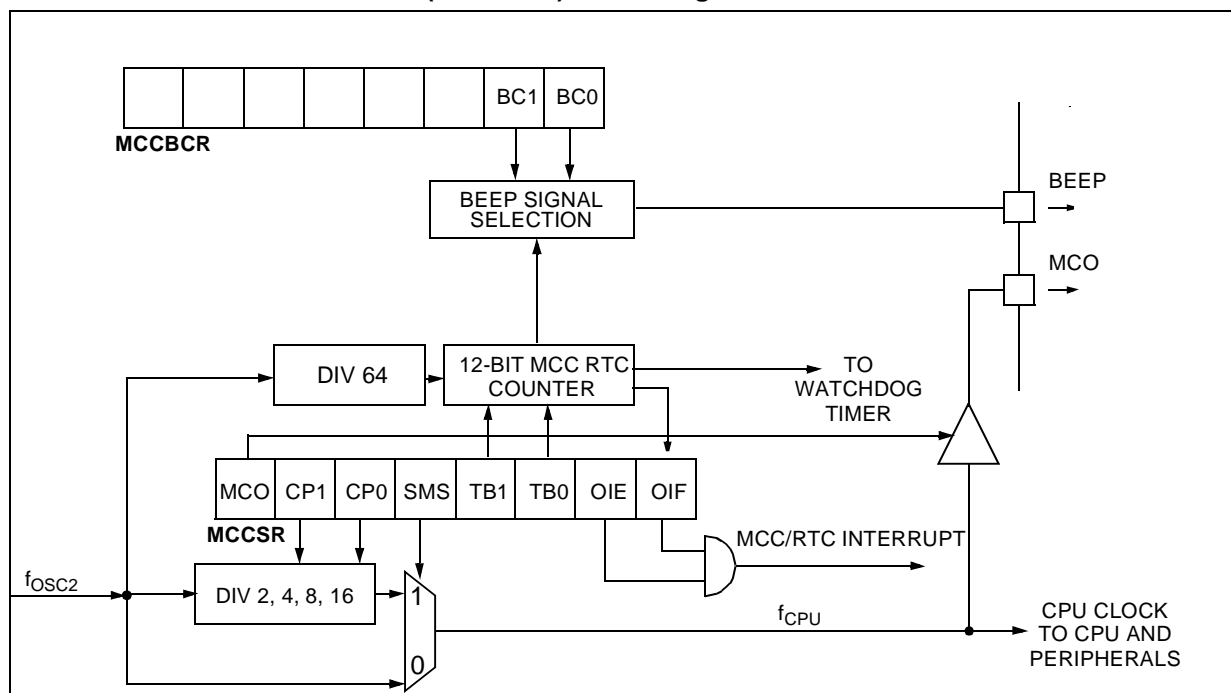 BC1 BC0
MCCBCR
BEEP SIGNAL
SELECTION
BEEP
MCO
DIV 64
12-BIT MCC RTC
COUNTER
TO
WATCHDOG
TIMER
MCO CP1 CP0 SMS TB1 TB0 OIE OIF
MCCSR
MCC/RTC INTERRUPT
fOSC2
DIV 2, 4, 8, 16
1
0
fCPU
CPU CLOCK
TO CPU AND
PERIPHERALS